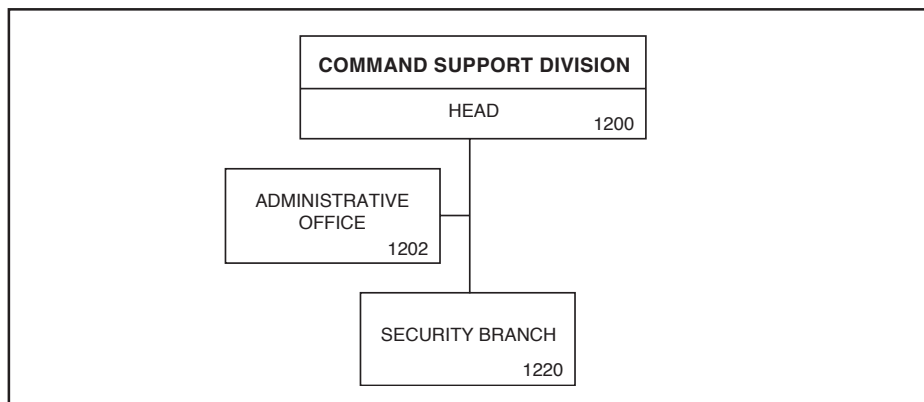 COMMAND SUPPORT DIVISION
HEAD
1200
ADMINISTRATIVE
OFFICE
1202
SECURITY BRANCH
1220